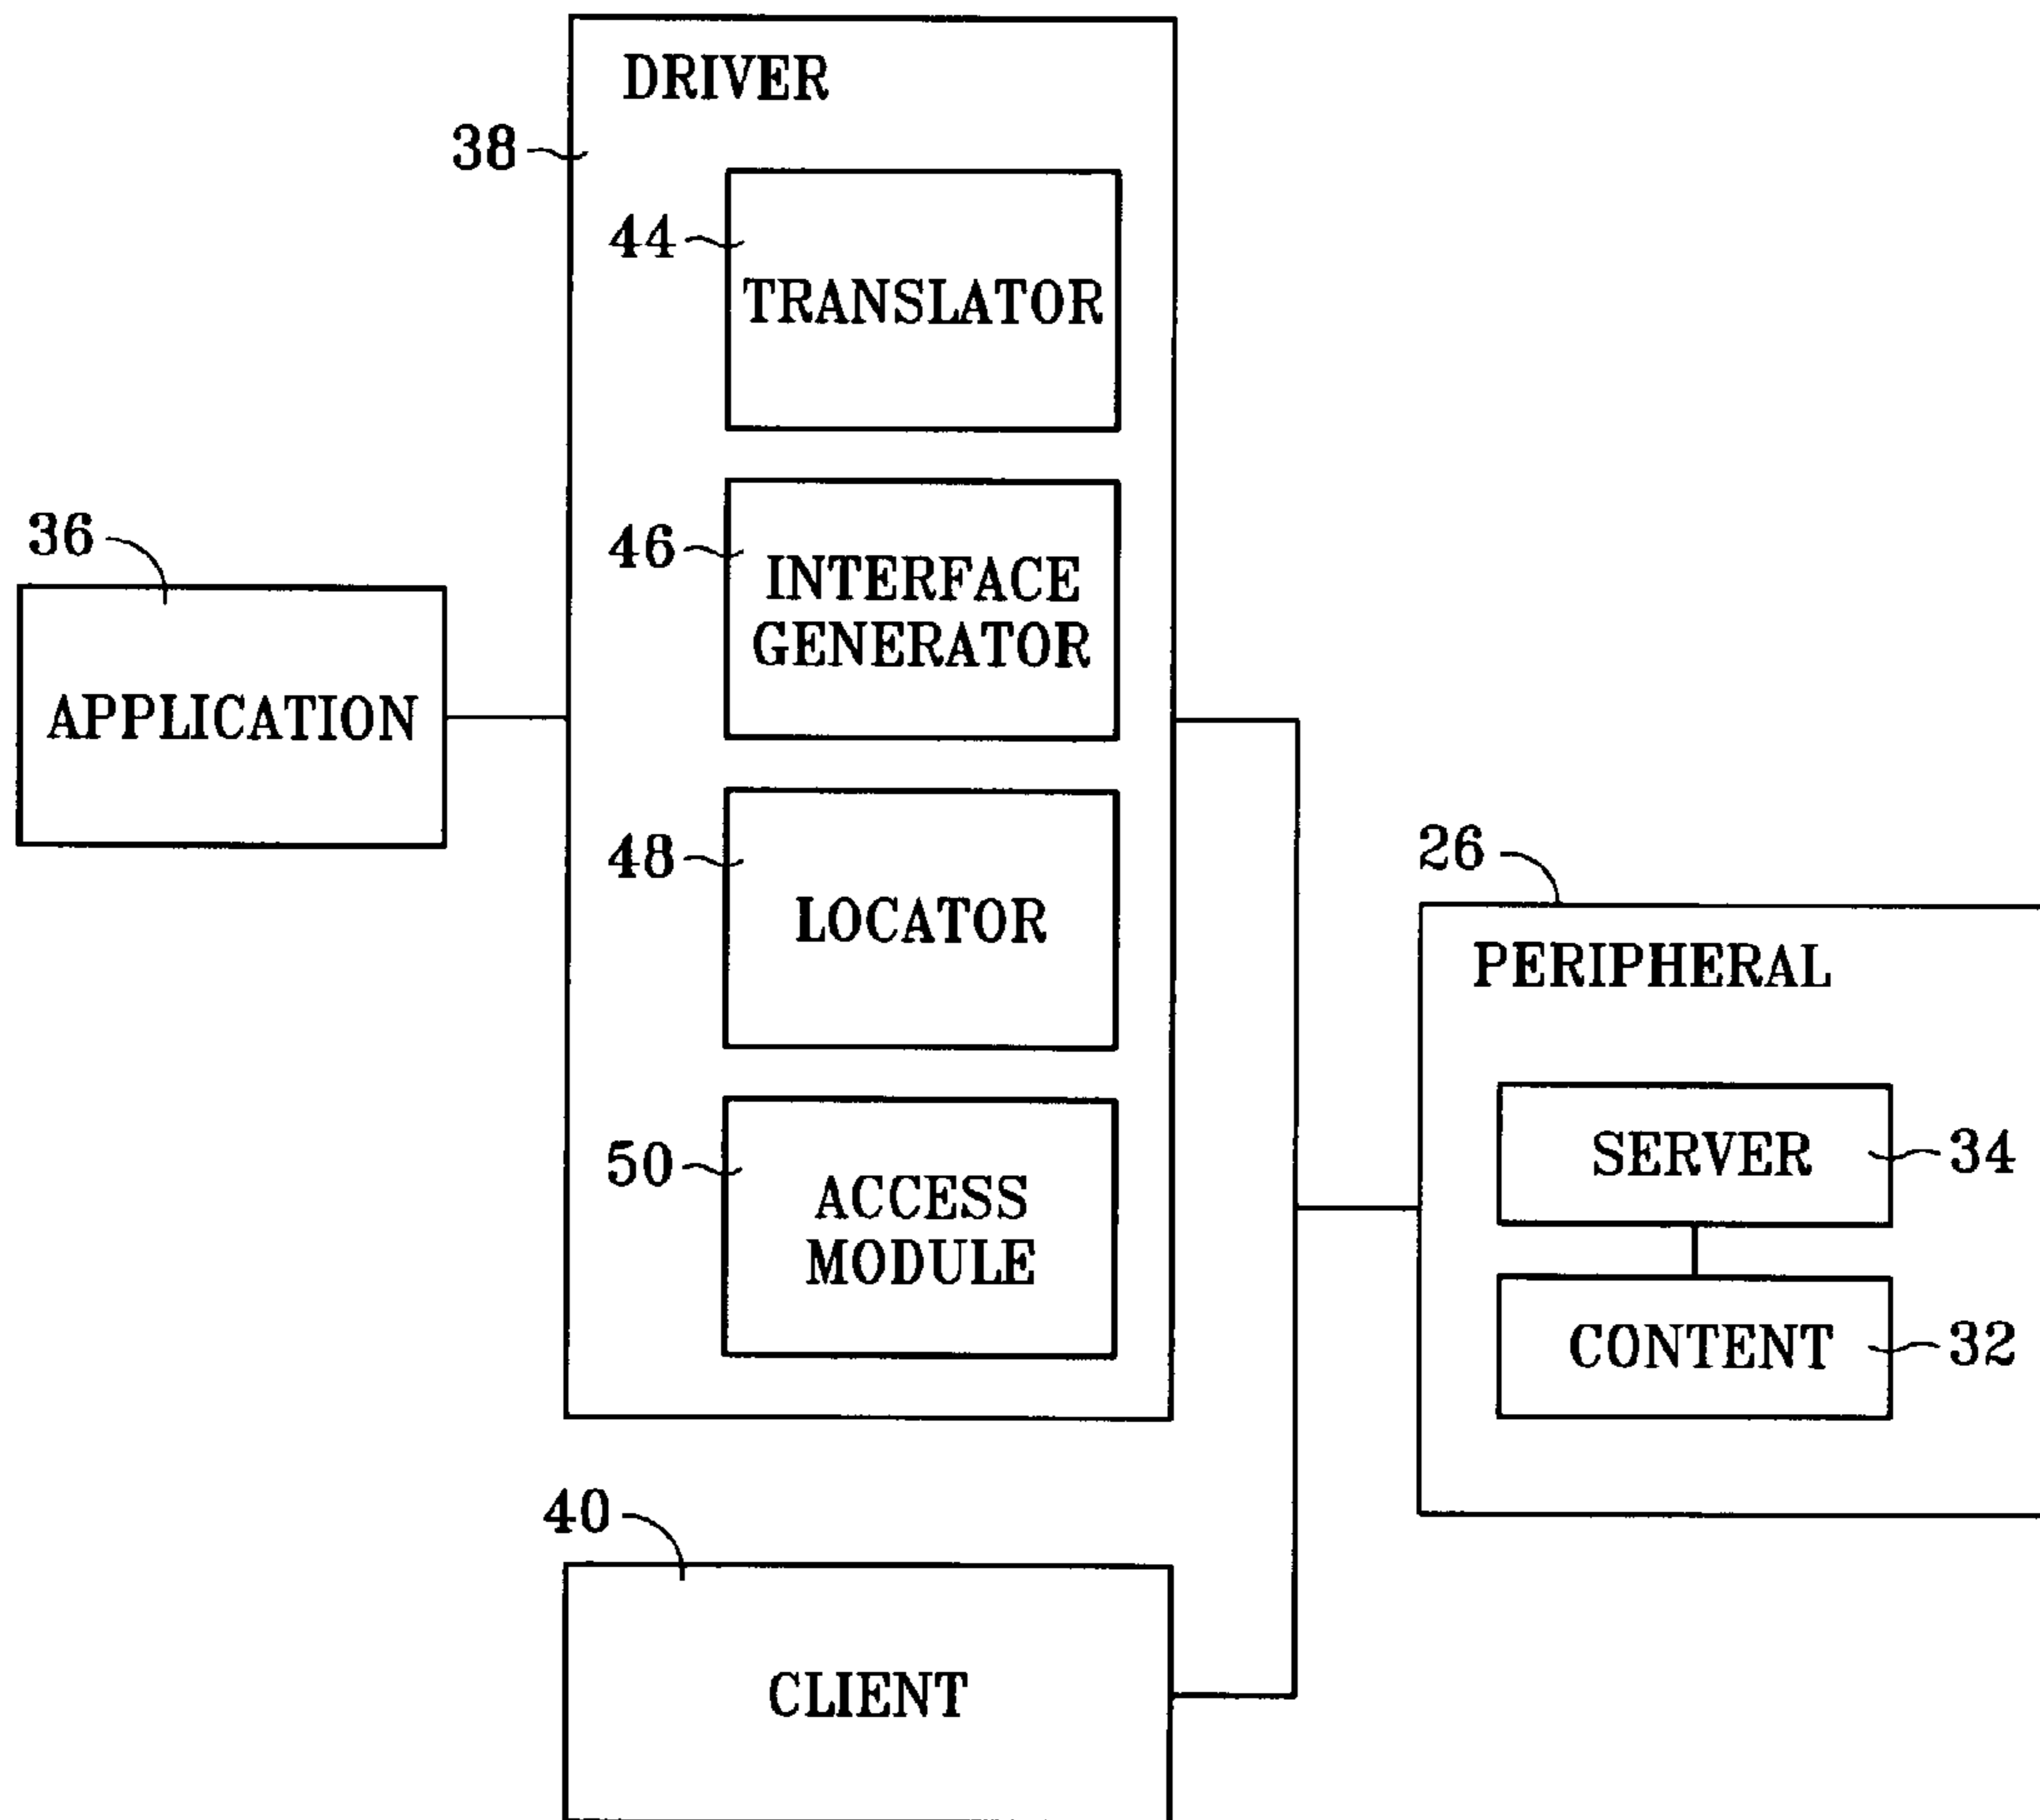 DRIVER
38
44
TRANSLATOR
36
46
INTERFACE
GENERATOR
APPLICATION
48
LOCATOR
26
PERIPHERAL
50
ACCESS
MODULE
SERVER
34
CONTENT
32
40
CLIENT